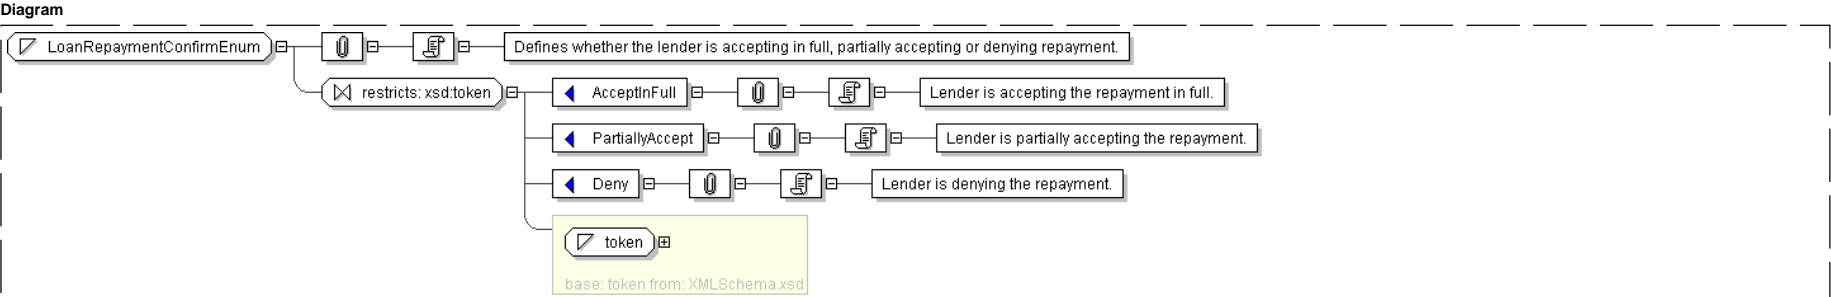 Diagram
LoanRepaymentConfirmEnum
Defines whether the lender is accepting in full, partially accepting or denying repayment.
restricts: xsd:token
AcceptInFull
Lender is accepting the repayment in full.
PartiallyAccept
Lender is partially accepting the repayment.
Deny
Lender is denying the repayment.
token
base: token from: XMLSchema.xsd